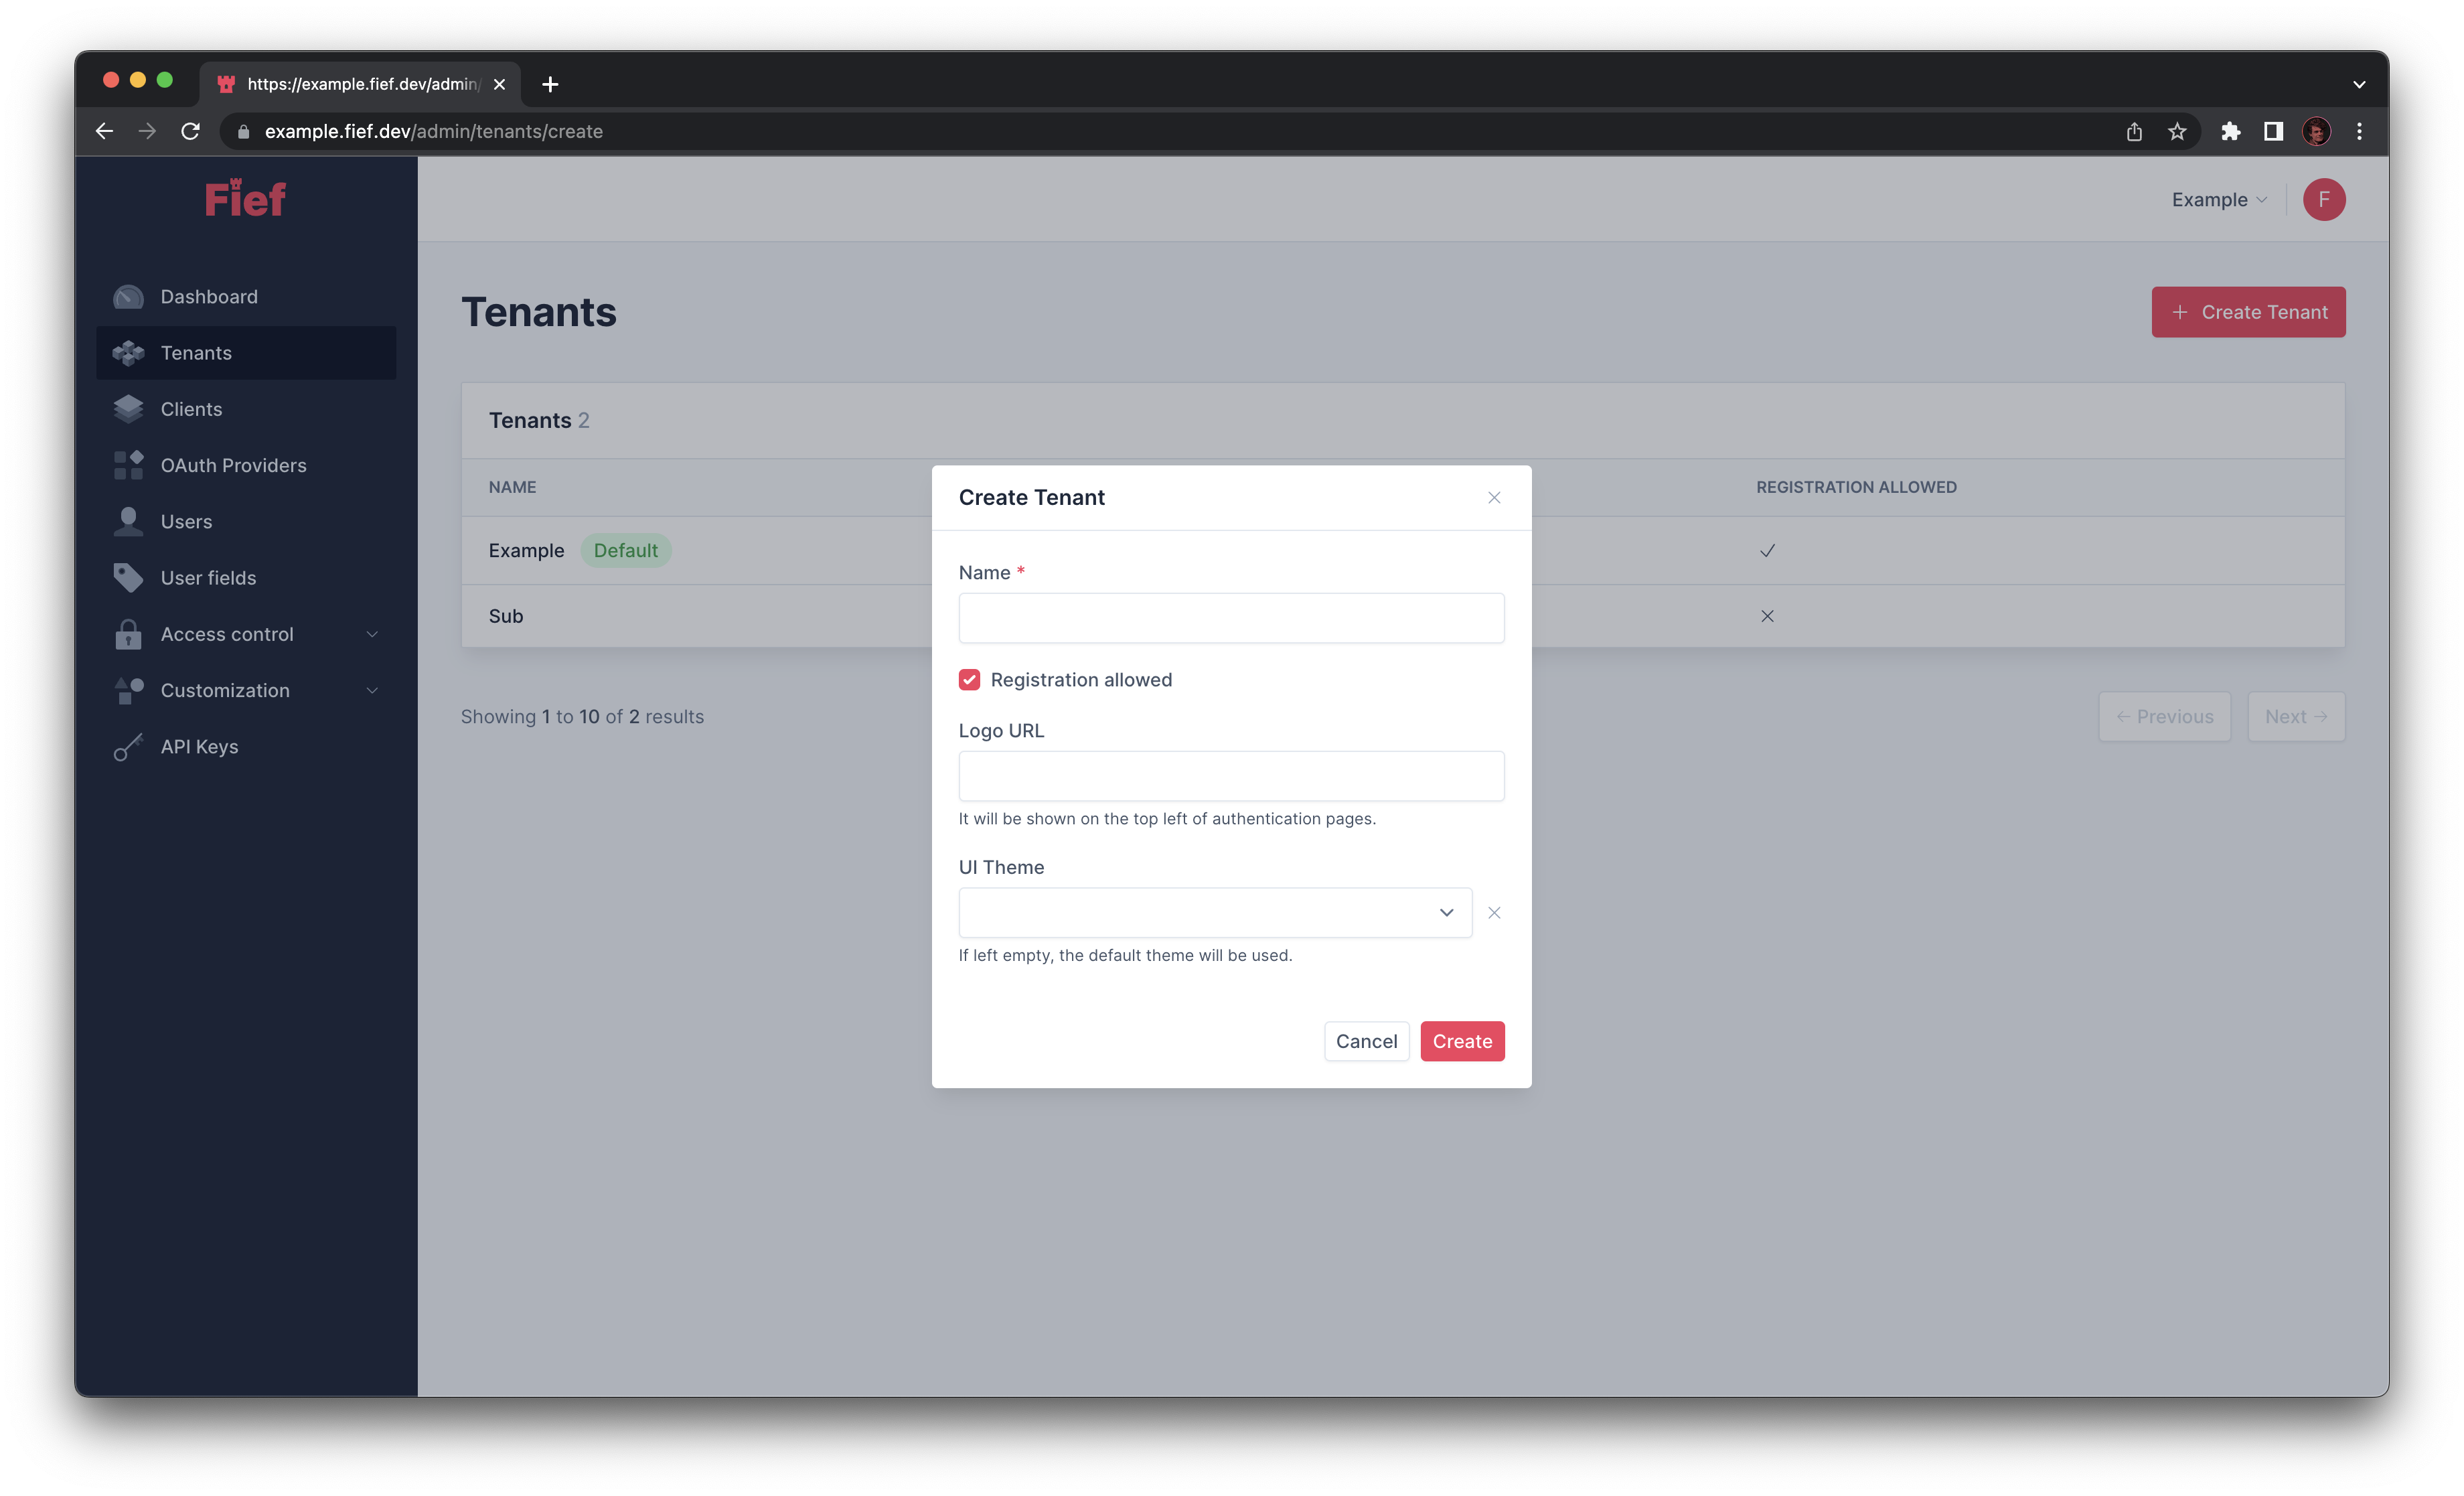 https://example.fief.dev/admin/
example.fief.dev/admin/tenants/create
Fief
Example
F
Dashboard
Tenants
Clients
OAuth Providers
Users
User fields
Access control
Customization
API Keys
Tenants
+ Create Tenant
Tenants 2
NAME
REGISTRATION ALLOWED
Example Default
Sub
Showing 1 to 10 of 2 results
← Previous
Next →
Create Tenant
Name *
Registration allowed
Logo URL
It will be shown on the top left of authentication pages.
UI Theme
If left empty, the default theme will be used.
Cancel
Create